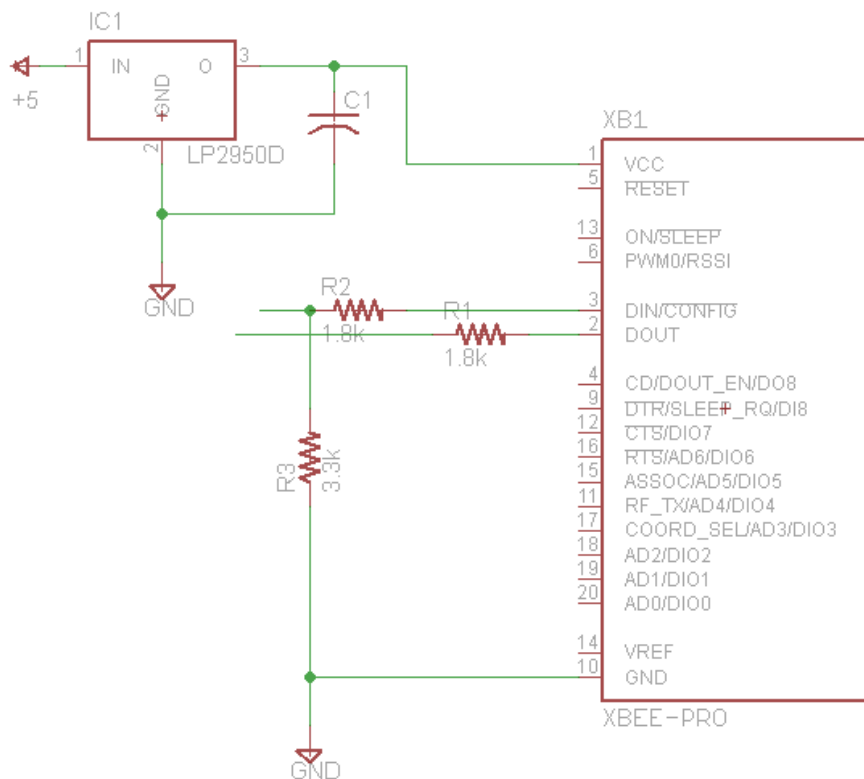 IC1
1 IN O 3
GND
+5
2
LP2950D
C1
GND
XB1
1 VCC
5 RESET
13 ON/SLEEP
6 PWM0/RSSI
R2
3 DIN/CONFIG
1.8k
R1
2 DOUT
1.8k
4 CD/DOUT_EN/DO8
9 DTR/SLEEP_RQ/DI8
12 CTS/DIO7
16 RTS/AD6/DIO6
15 ASSOC/AD5/DIO5
11 RF_TX/AD4/DIO4
17 COORD_SEL/AD3/DIO3
18 AD2/DIO2
19 AD1/DIO1
20 AD0/DIO0
R3
3.3k
14 VREF
10 GND
XBEE-PRO
GND